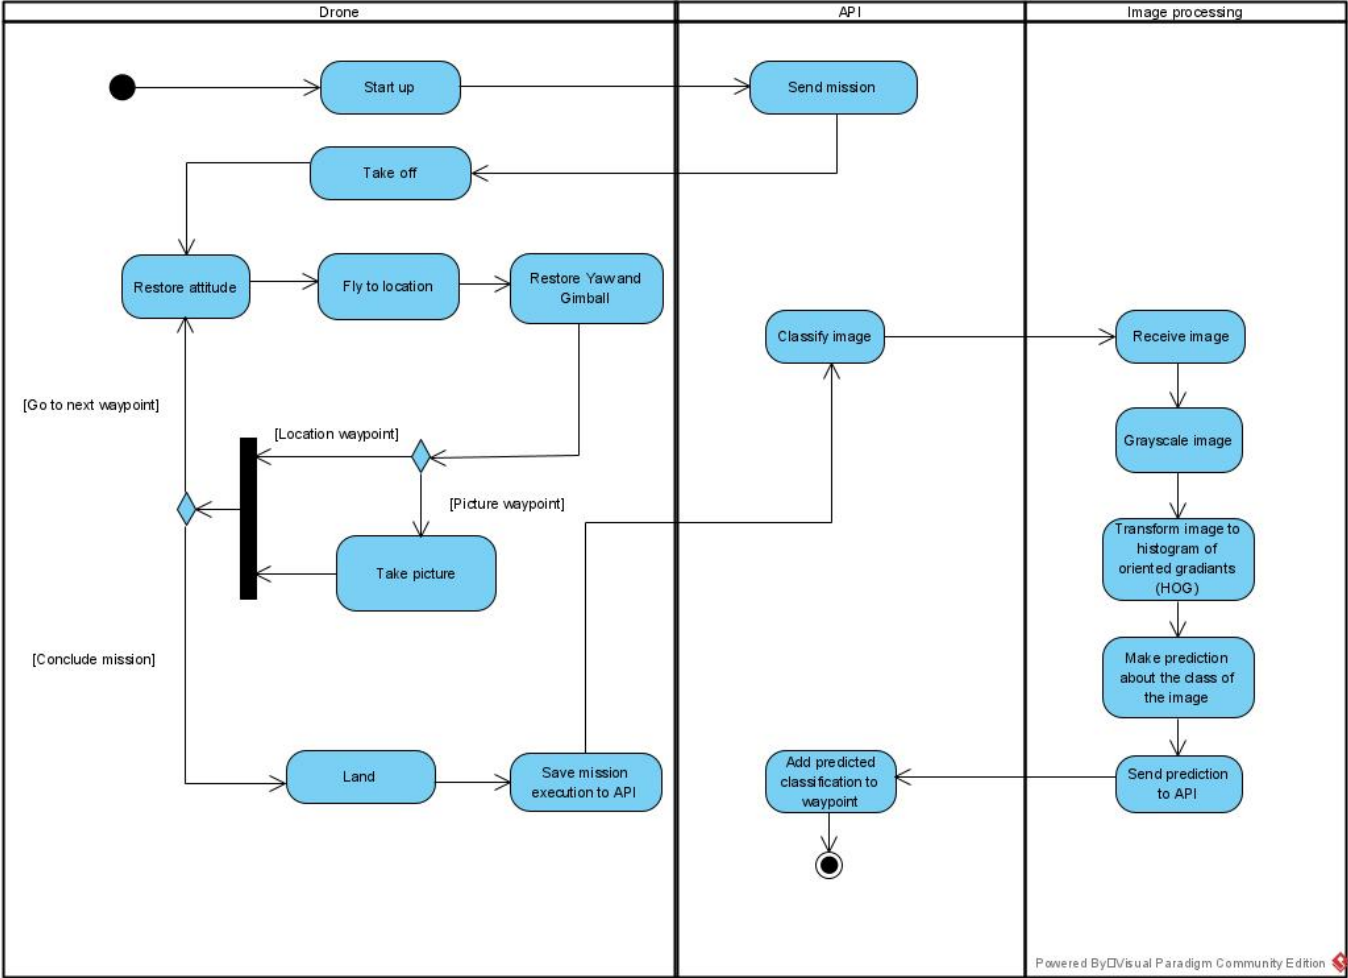 Drone
API
Image processing
Start up
Send mission
Take off
Restore attitude
Fly to location
Restore Yaw and
Gimball
Classify image
Receive image
[Go to next waypoint]
[Location waypoint]
Grayscale image
[Picture waypoint]
Transform image to
histogram of
oriented gradiants
(HOG)
Take picture
[Conclude mission]
Make prediction
about the class of
the image
Land
Save mission
execution to API
Add predicted
classification to
waypoint
Send prediction
to API
Powered By□Visual Paradigm Community Edition